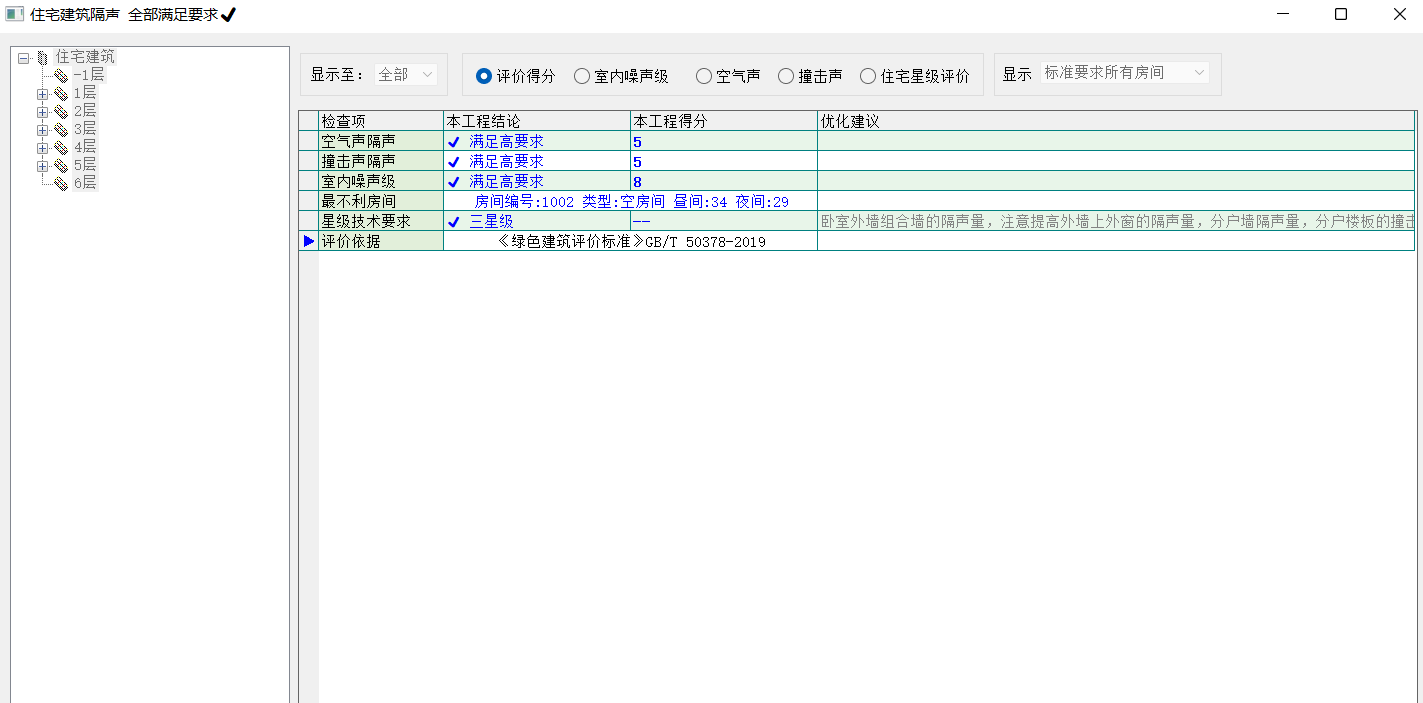 住宅建筑隔声 全部满足要求✔
住宅建筑
-1层
1层
2层
3层
4层
5层
6层
显示至： 全部
评价得分 室内噪声级 空气声 撞击声 住宅星级评价
显示 标准要求所有房间
检查项 本工程结论 本工程得分 优化建议
空气声隔声 ✔ 满足高要求 5
撞击声隔声 ✔ 满足高要求 5
室内噪声级 ✔ 满足高要求 8
最不利房间 房间编号:1002 类型:空房间 昼间:34 夜间:29
星级技术要求 ✔ 三星级 -- 卧室外墙组合墙的隔声量，注意提高外墙上外窗的隔声量，分户墙隔声量，分户楼板的撞击
评价依据 《绿色建筑评价标准》GB/T 50378-2019